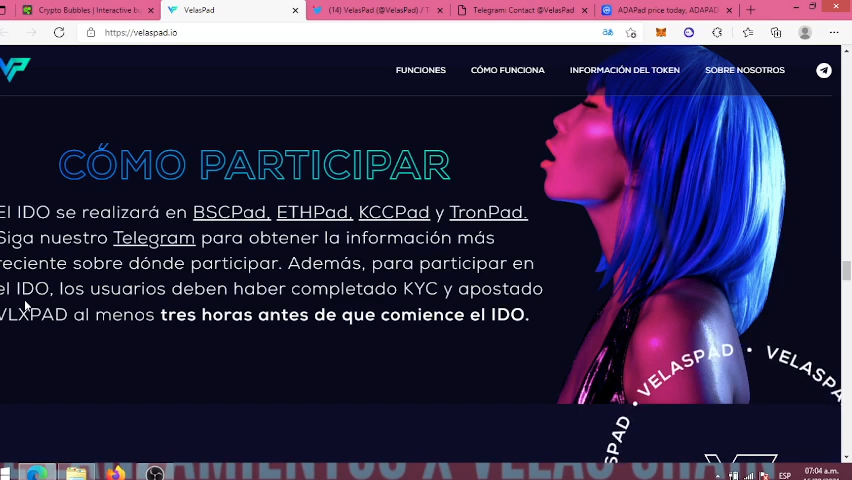 Crypto Bubbles | Interactive bu
VelasPad
(14) VelasPad (@VelasPad) / T
Telegram: Contact @VelasPad
ADAPad price today, ADAPAD
https://velaspad.io
VP
FUNCIONES
CÓMO FUNCIONA
INFORMACIÓN DEL TOKEN
SOBRE NOSOTROS
CÓMO PARTICIPAR
El IDO se realizará en BSCPad, ETHPad, KCCPad y TronPad.
Siga nuestro Telegram para obtener la información más
reciente sobre dónde participar. Además, para participar en
el IDO, los usuarios deben haber completado KYC y apostado
VLXPAD al menos tres horas antes de que comience el IDO.
VELASPAD • VELASPA
SPAD
ESP
07:04 a.m.